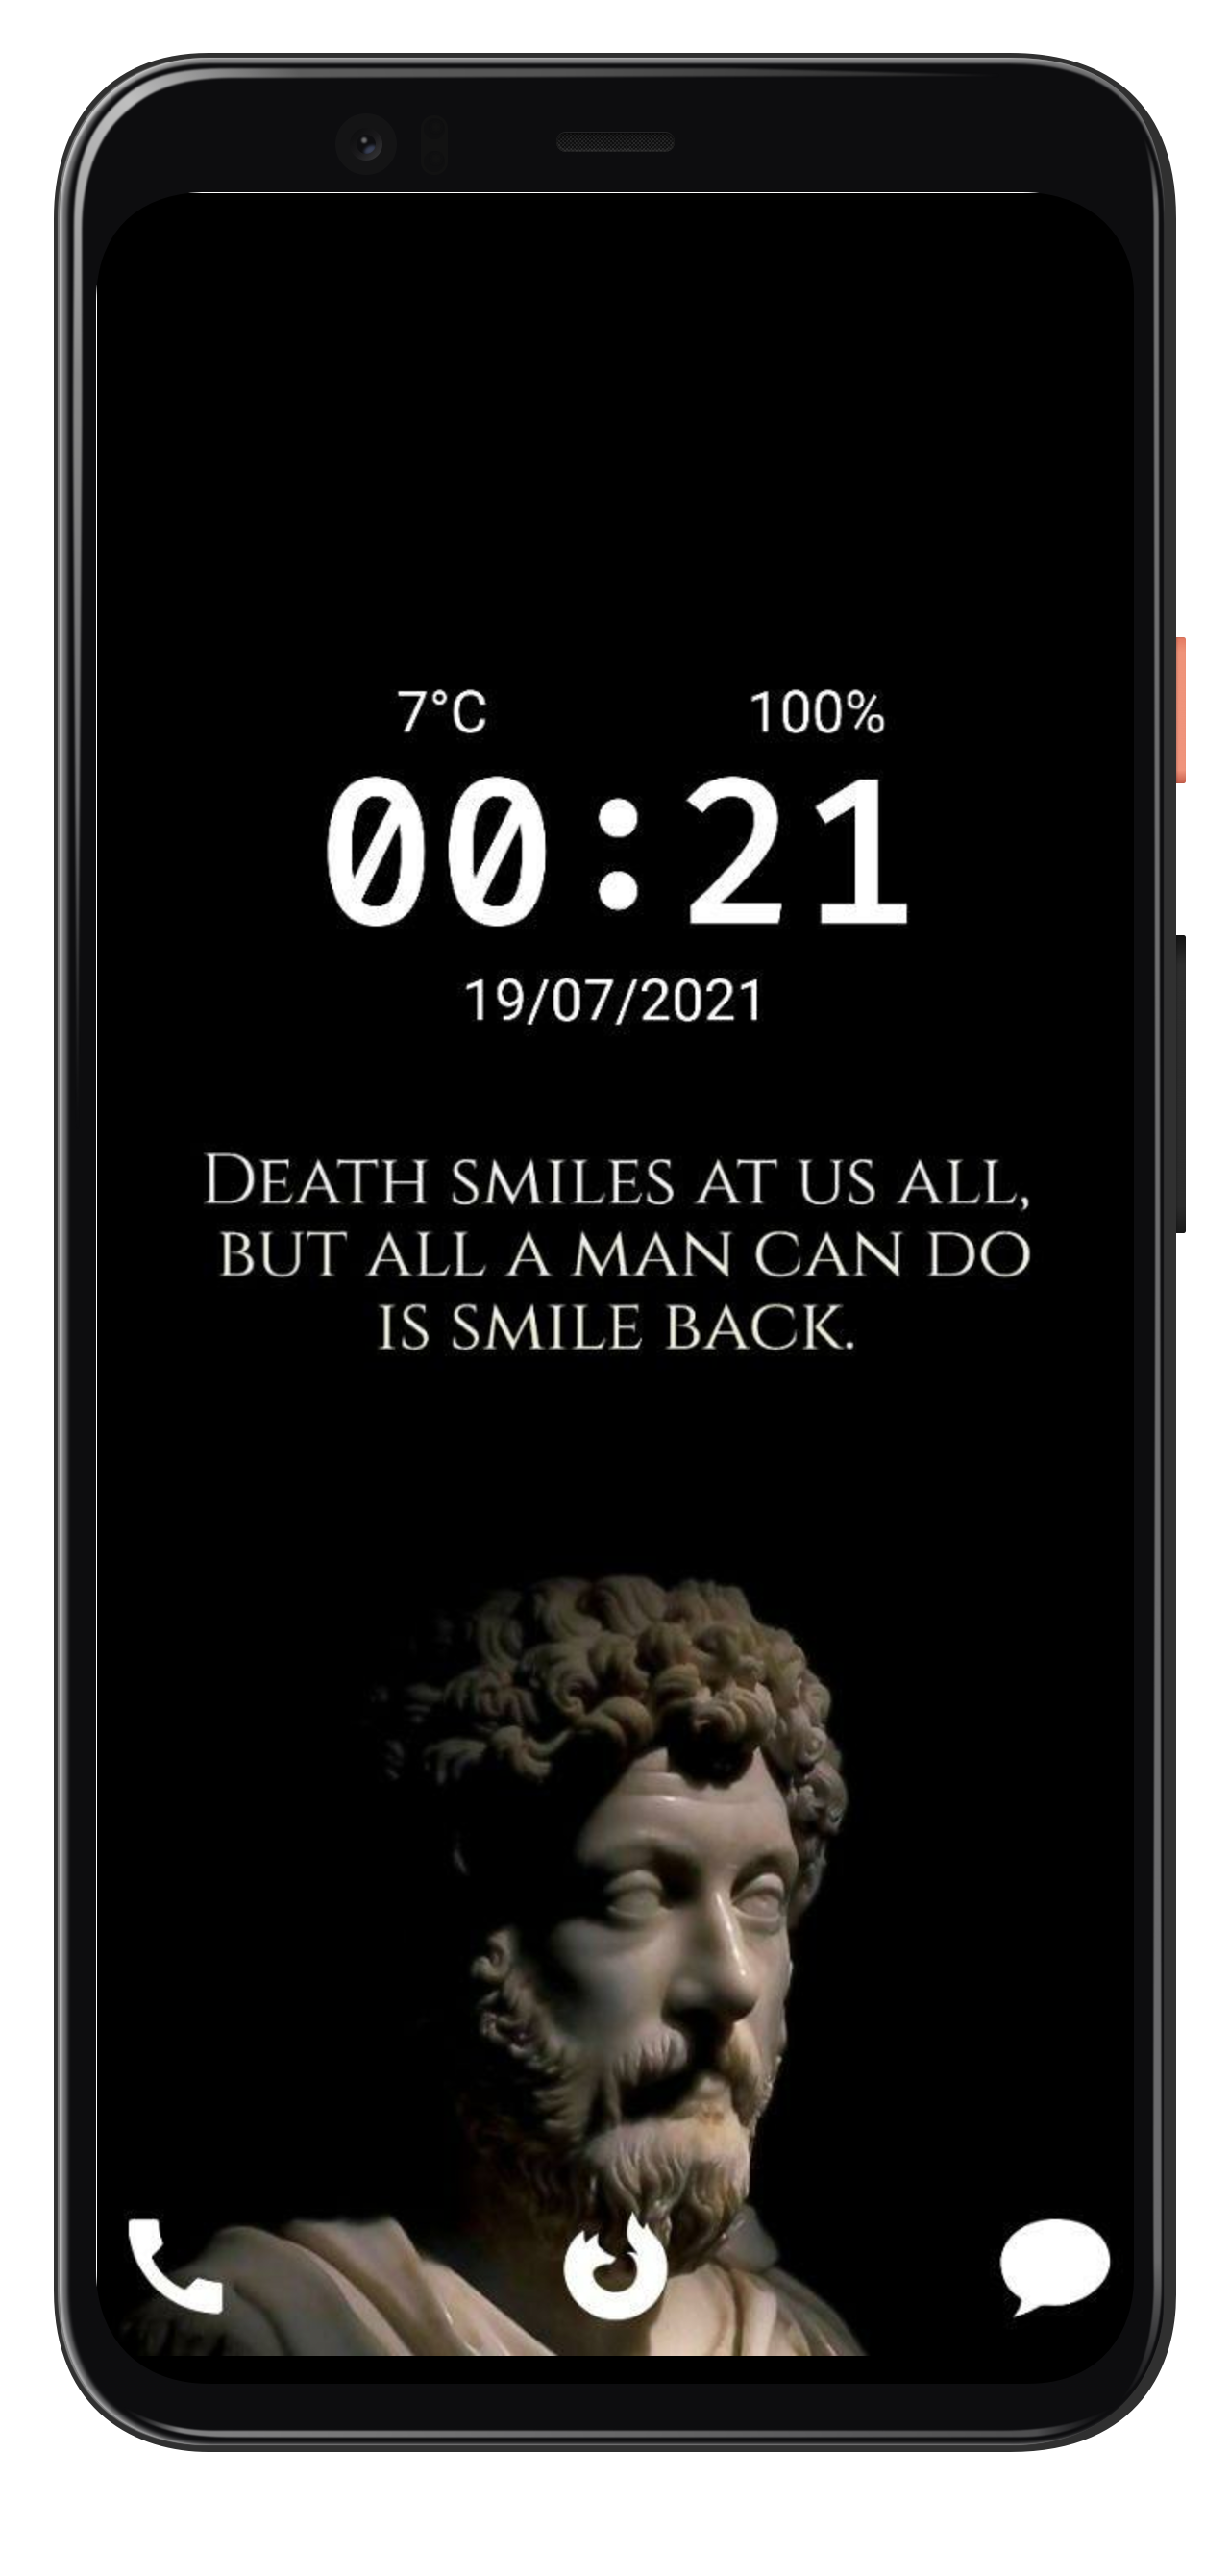 7°C 100%
00:21
19/07/2021
DEATH SMILES AT US ALL,
BUT ALL A MAN CAN DO
IS SMILE BACK.